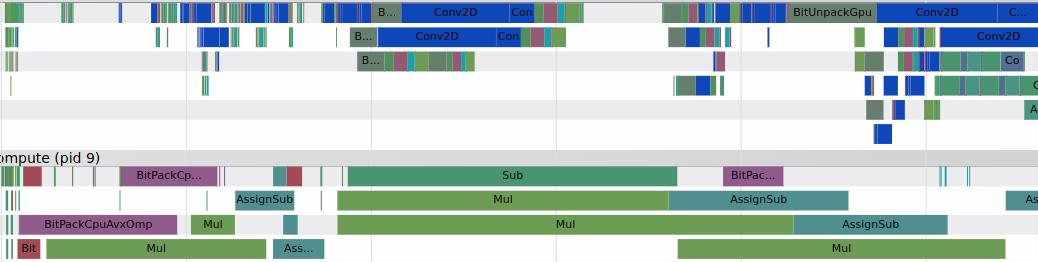 B... Conv2D Con BitUnpackGpu Conv2D C...
B... Conv2D Con Conv2D
B... Co
A
ompute (pid 9)
BitPackCp... Sub BitPac...
AssignSub Mul AssignSub As
BitPackCpuAvxOmp Mul Mul AssignSub
Bit Mul Ass... Mul